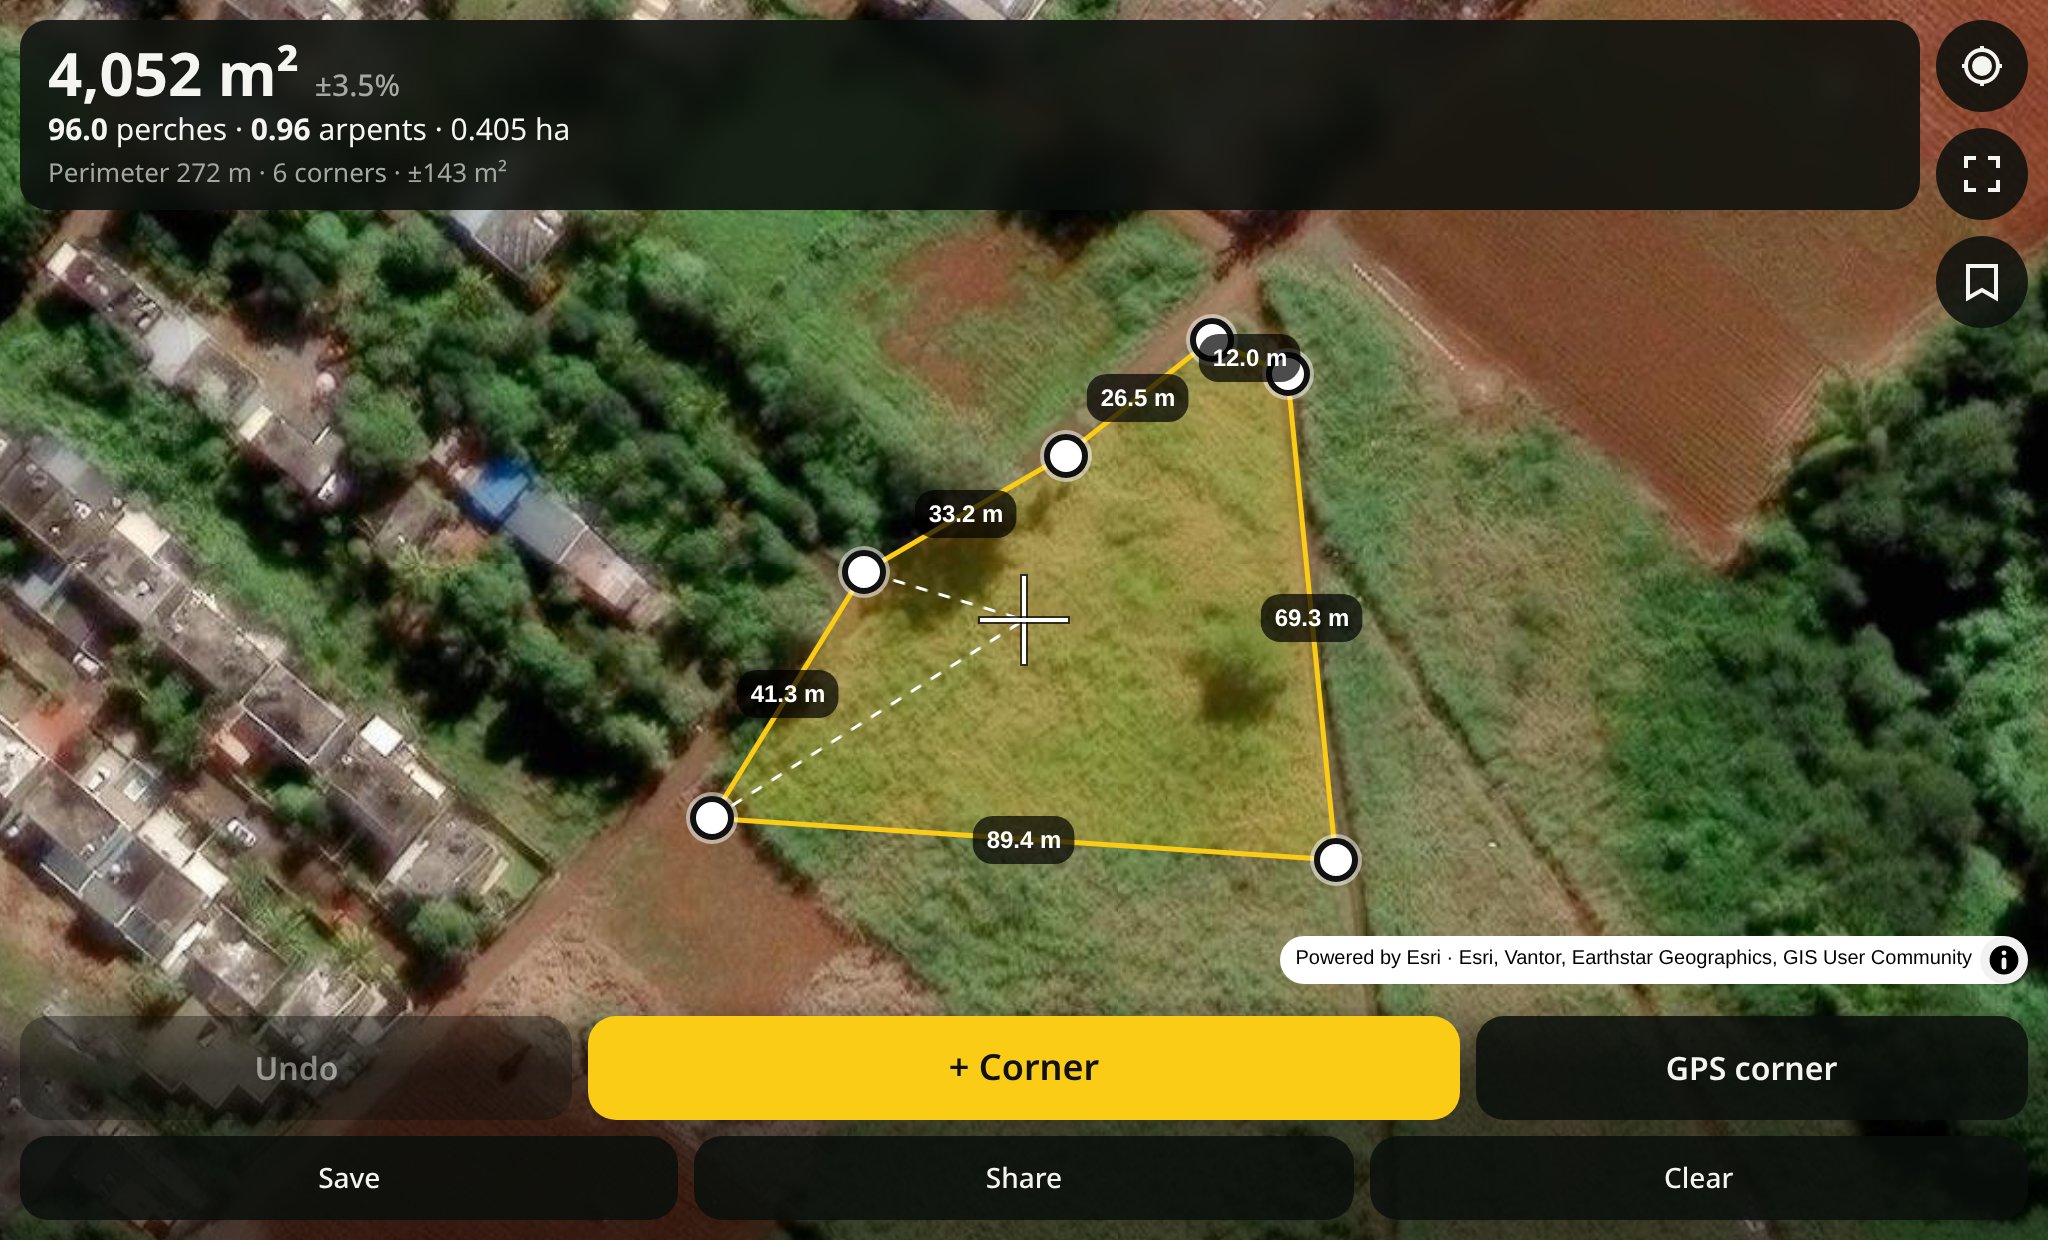 4,052 m² ±3.5%
96.0 perches · 0.96 arpents · 0.405 ha
Perimeter 272 m · 6 corners · ±143 m²
12.0 m
26.5 m
33.2 m
69.3 m
41.3 m
89.4 m
Powered by Esri · Esri, Vantor, Earthstar Geographics, GIS User Community
Undo
+ Corner
GPS corner
Save
Share
Clear